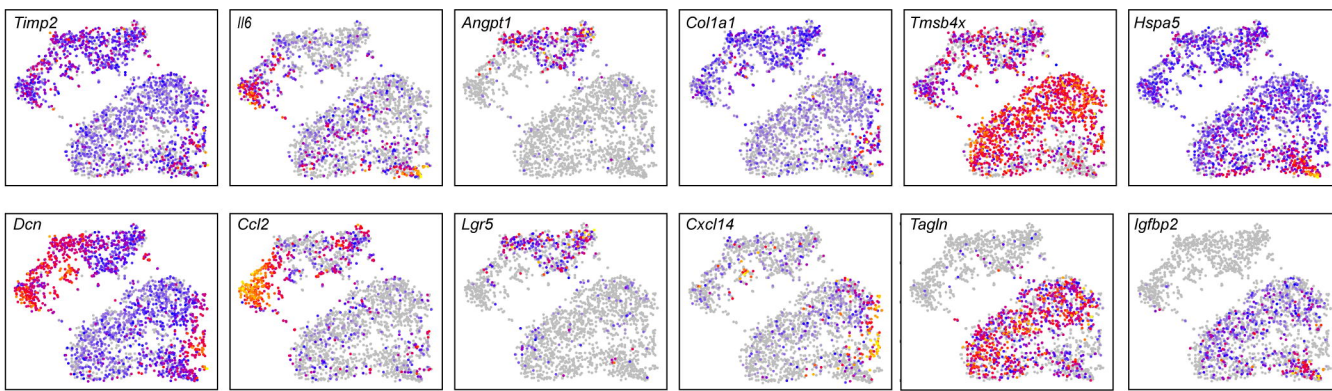 Timp2
Il6
Angpt1
Col1a1
Tmsb4x
Hspa5
Dcn
Ccl2
Lgr5
Cxcl14
Tagln
Igfbp2